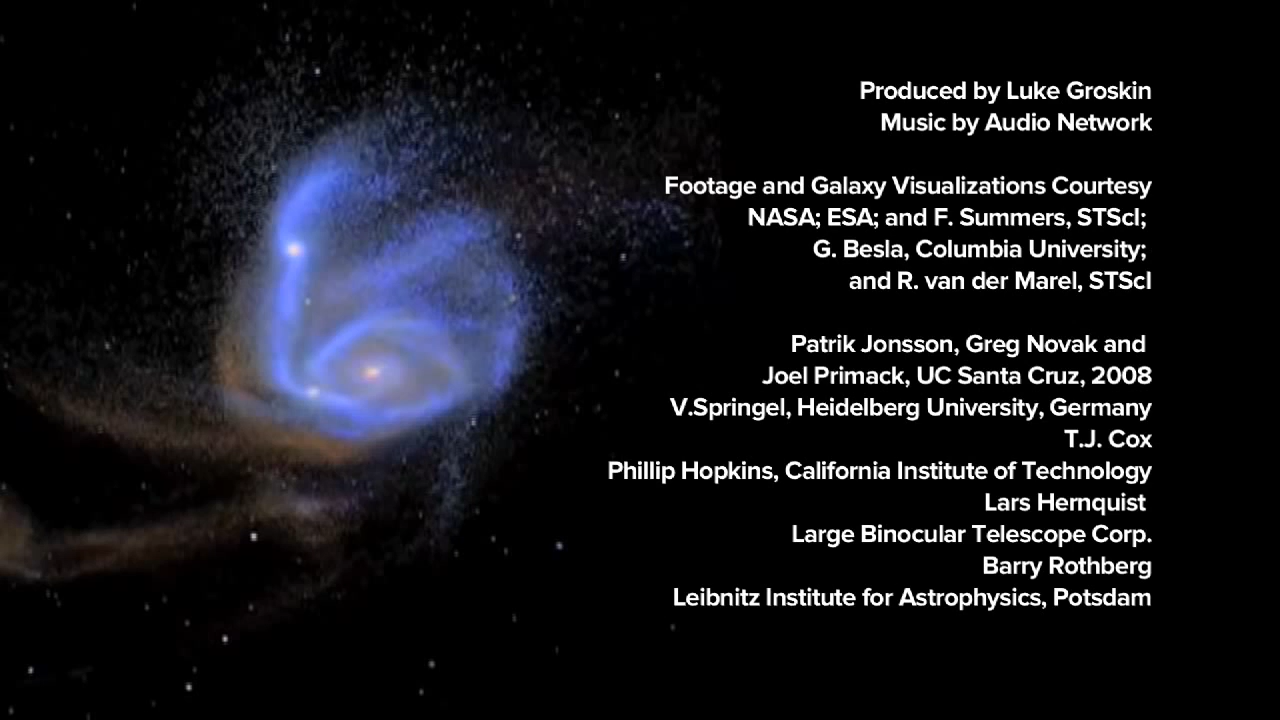 Produced by Luke Groskin
Music by Audio Network
Footage and Galaxy Visualizations Courtesy
NASA; ESA; and F. Summers, STScI;
G. Besla, Columbia University;
and R. van der Marel, STScI
Patrik Jonsson, Greg Novak and
Joel Primack, UC Santa Cruz, 2008
V.Springel, Heidelberg University, Germany
T.J. Cox
Phillip Hopkins, California Institute of Technology
Lars Hernquist
Large Binocular Telescope Corp.
Barry Rothberg
Leibnitz Institute for Astrophysics, Potsdam